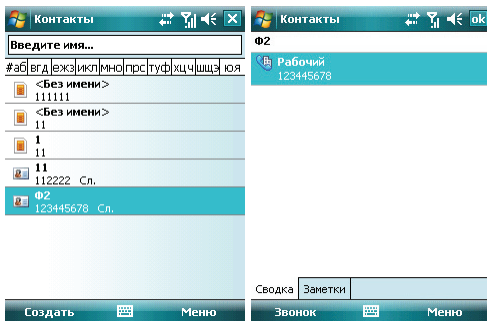 Контакты
Введите имя...
#аб вгд ежз икл мно прс туф хцч шщэ юя
<Без имени>
111111
<Без имени>
11
1
11
11
112222 Сл.
Ф2
123445678 Сл.
Создать Меню
Контакты ok
Ф2
Рабочий
123445678
Сводка Заметки
Звонок Меню